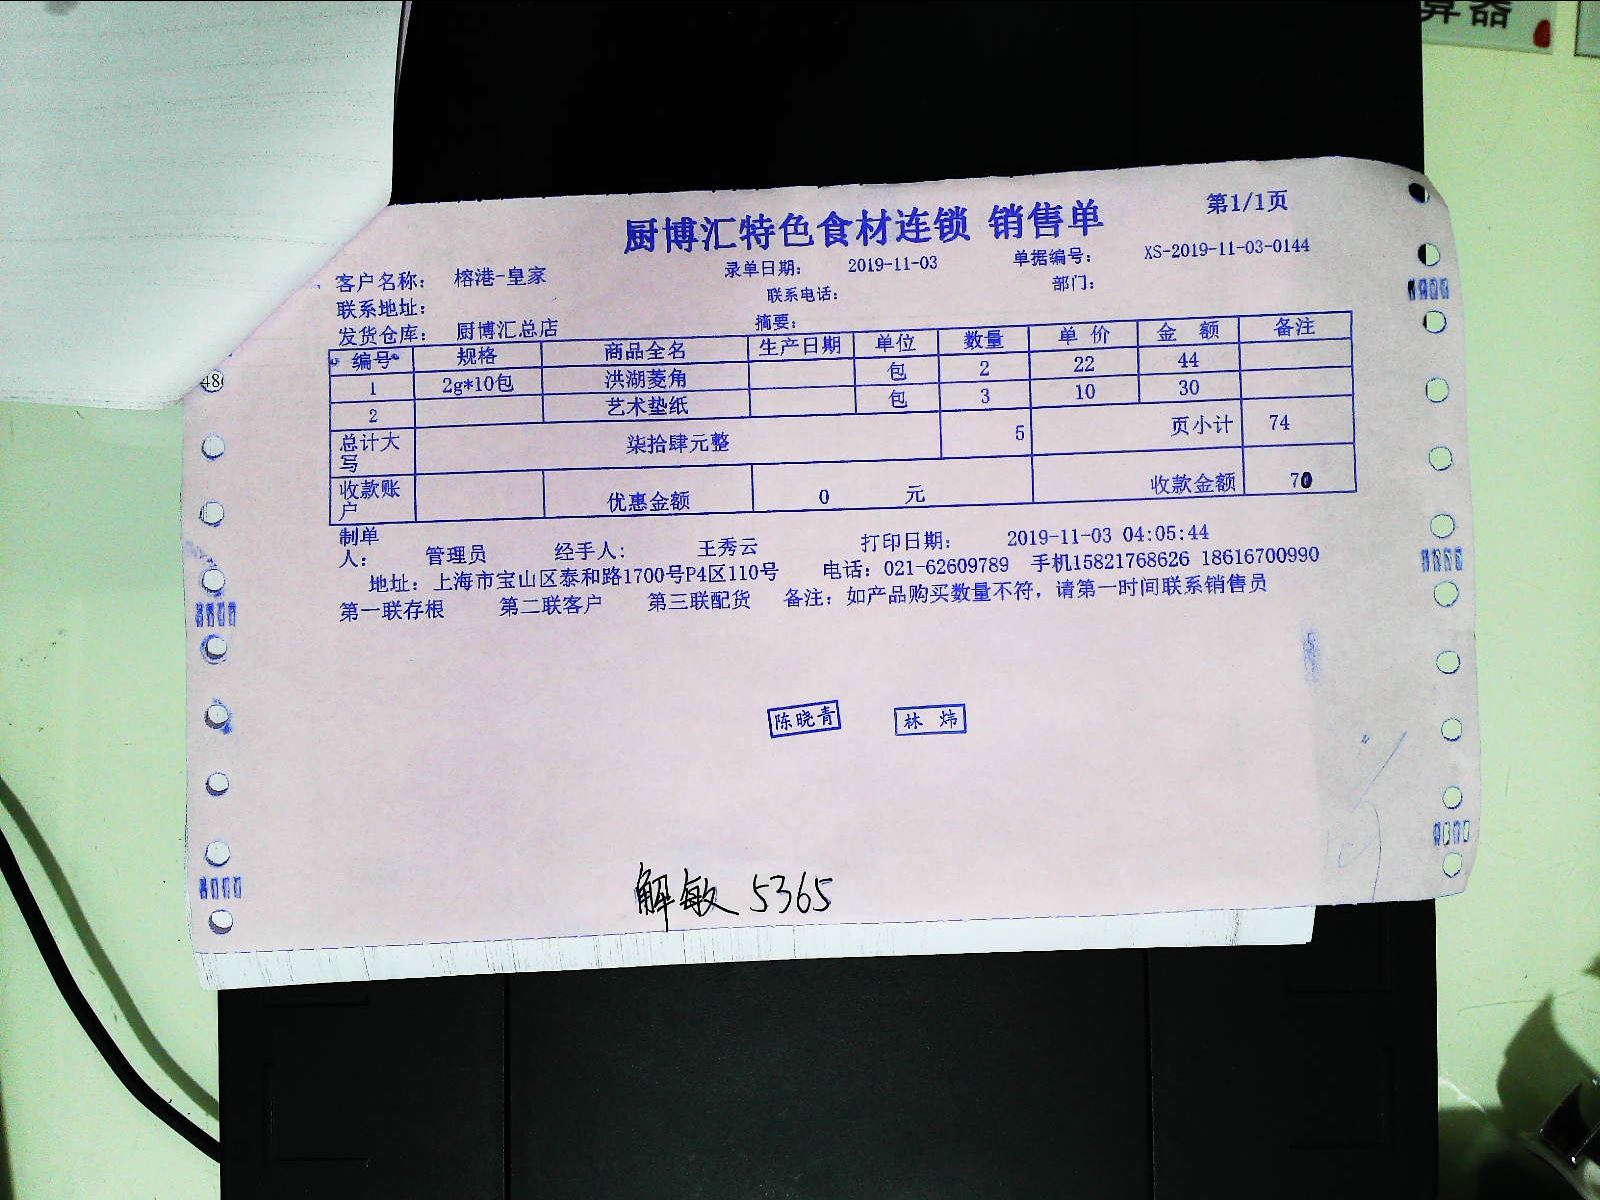 算器
第1/1页
厨博汇特色食材连锁 销售单
客户名称： 榕港-皇家 录单日期： 2019-11-03 单据编号： XS-2019-11-03-0144
联系地址： 联系电话： 部门：
发货仓库： 厨博汇总店 摘要：
编号 规格 商品全名 生产日期 单位 数量 单 价 金 额 备注
1 2g*10包 洪湖菱角 包 2 22 44
2 艺术垫纸 包 3 10 30
总计大写 柒拾肆元整 5 页小计 74
收款账户 优惠金额 0 元 收款金额 70
制单人： 管理员 经手人： 王秀云 打印日期： 2019-11-03 04:05:44
地址：上海市宝山区泰和路1700号P4区110号 电话：021-62609789 手机15821768626 18616700990
第一联存根 第二联客户 第三联配货 备注：如产品购买数量不符，请第一时间联系销售员
陈晓青 林 炜
解敏 5365